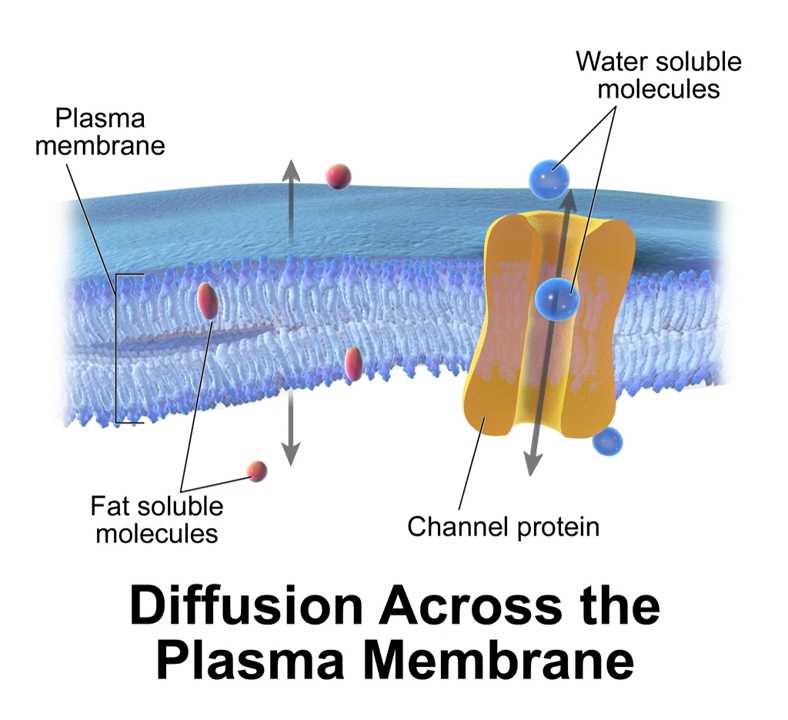 Water soluble
molecules
Plasma
membrane
Fat soluble
molecules
Channel protein
Diffusion Across the
Plasma Membrane